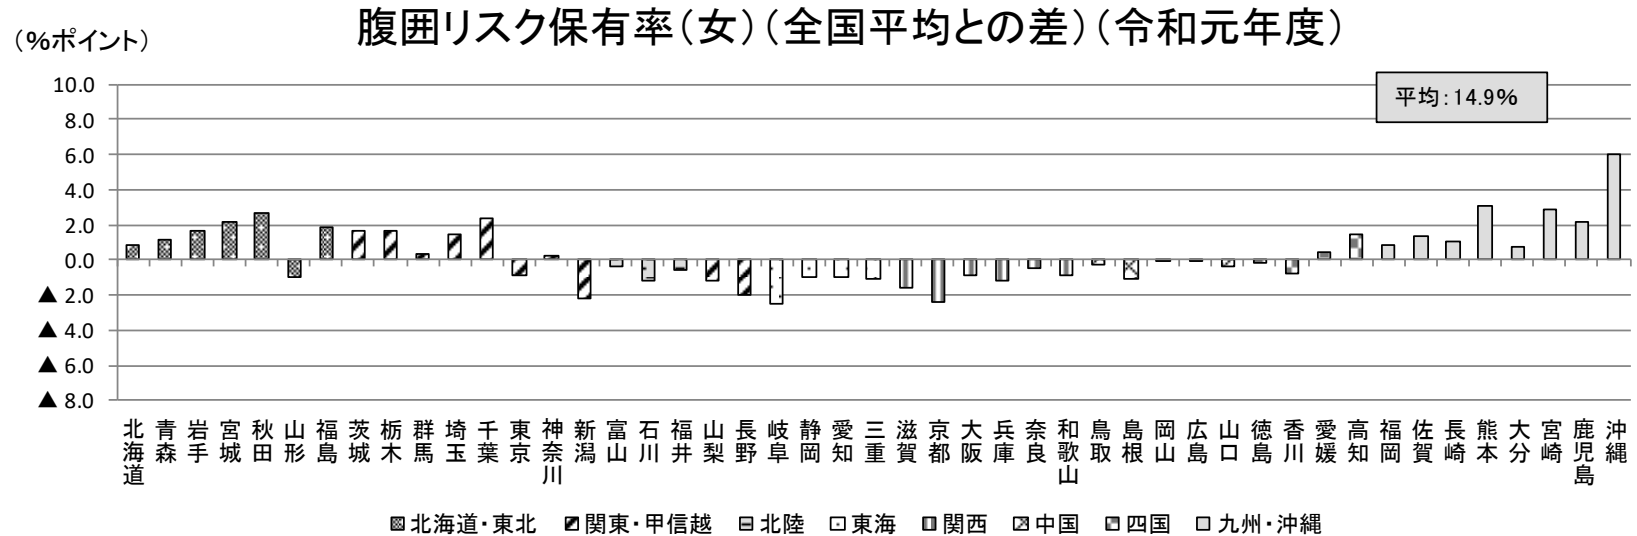 腹囲リスク保有率(女)(全国平均との差)(令和元年度)
(%ポイント)
平均:14.9%
10.0
8.0
6.0
4.0
2.0
0.0
▲ 2.0
▲ 4.0
▲ 6.0
▲ 8.0
北海道
青森
岩手
宮城
秋田
山形
福島
茨城
栃木
群馬
埼玉
千葉
東京
神奈川
新潟
富山
石川
福井
山梨
長野
岐阜
静岡
愛知
三重
滋賀
京都
大阪
兵庫
奈良
和歌山
鳥取
島根
岡山
広島
山口
徳島
香川
愛媛
高知
福岡
佐賀
長崎
熊本
大分
宮崎
鹿児島
沖縄
北海道・東北 関東・甲信越 北陸 東海 関西 中国 四国 九州・沖縄